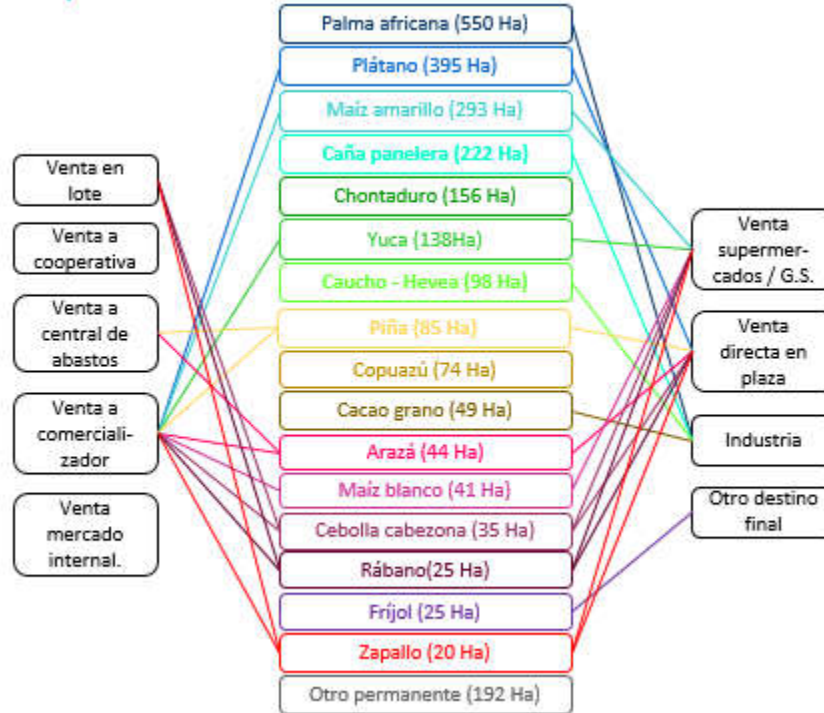 Palma africana (550 Ha)
Plátano (395 Ha)
Maíz amarillo (293 Ha)
Caña panelera (222 Ha)
Chontaduro (156 Ha)
Yuca (138Ha)
Caucho - Hevea (98 Ha)
Piña (85 Ha)
Copuazú (74 Ha)
Cacao grano (49 Ha)
Arazá (44 Ha)
Maíz blanco (41 Ha)
Cebolla cabezona (35 Ha)
Rábano(25 Ha)
Fríjol (25 Ha)
Zapallo (20 Ha)
Otro permanente (192 Ha)
Venta en
lote
Venta a
cooperativa
Venta a
central de
abastos
Venta a
comerciali-
zador
Venta
mercado
internal.
Venta
supermer-
cados / G.S.
Venta
directa en
plaza
Industria
Otro destino
final